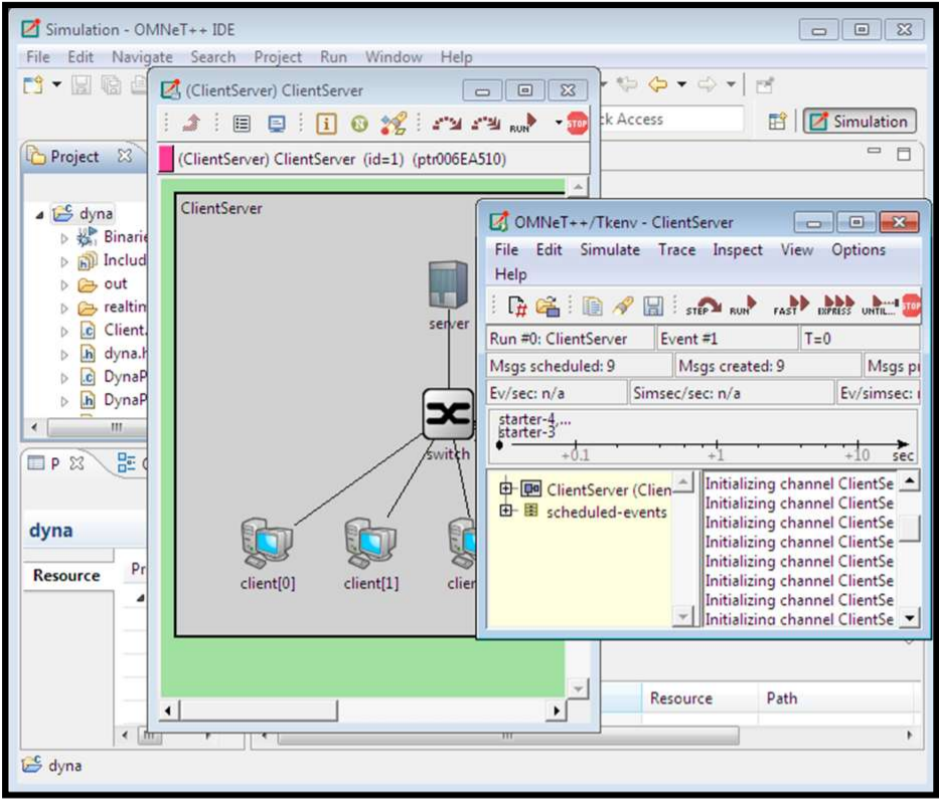 Simulation - OMNeT++ IDE
File Edit Navigate Search Project Run Window Help
(ClientServer) ClientServer
RUN
STOP
Access
Simulation
Project
(ClientServer) ClientServer (id=1) (ptr006EA510)
dyna
Binarie
Includ
out
realtin
Client.
dyna.h
DynaP
DynaP
ClientServer
server
switch
client[0]
client[1]
clien
OMNeT++/Tkenv - ClientServer
File Edit Simulate Trace Inspect View Options
Help
STEP RUN FAST EXPRESS UNTIL... STOP
Run #0: ClientServer Event #1 T=0
Msgs scheduled: 9 Msgs created: 9 Msgs pr
Ev/sec: n/a Simsec/sec: n/a Ev/simsec:
starter-4,...
starter-3
+0.1 +1 +10 sec
ClientServer (Clien
scheduled-events
Initializing channel ClientSe
Initializing channel ClientSe
Initializing channel ClientSe
Initializing channel ClientSe
Initializing channel ClientSe
Initializing channel ClientSe
Initializing channel ClientSe
Initializing channel ClientSe
P
dyna
Resource
Pr
Resource Path
dyna